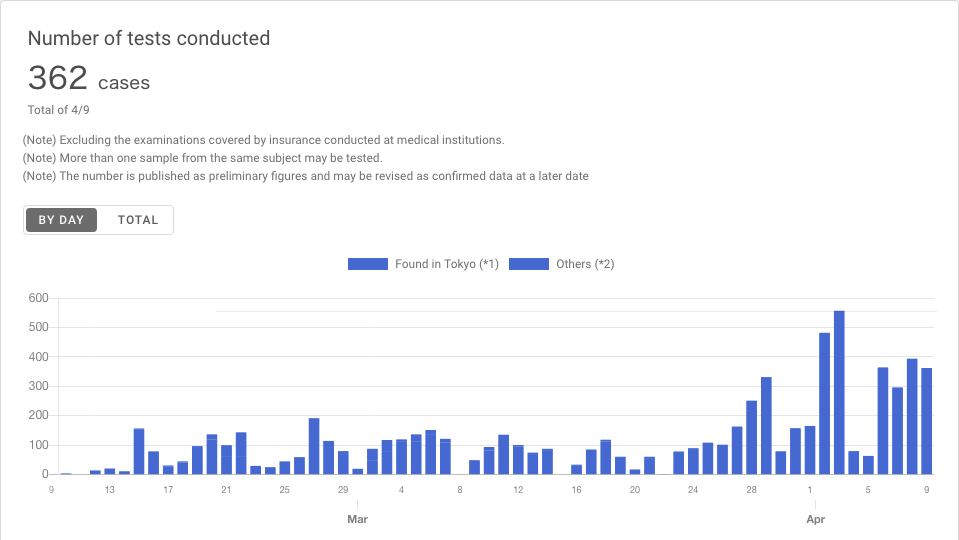 Number of tests conducted
362 cases
Total of 4/9
(Note) Excluding the examinations covered by insurance conducted at medical institutions.
(Note) More than one sample from the same subject may be tested.
(Note) The number is published as preliminary figures and may be revised as confirmed data at a later date
BY DAY TOTAL
Found in Tokyo (*1) Others (*2)
600
500
400
300
200
100
0
9 13 17 21 25 29 4 8 12 16 20 24 28 1 5 9
Mar Apr